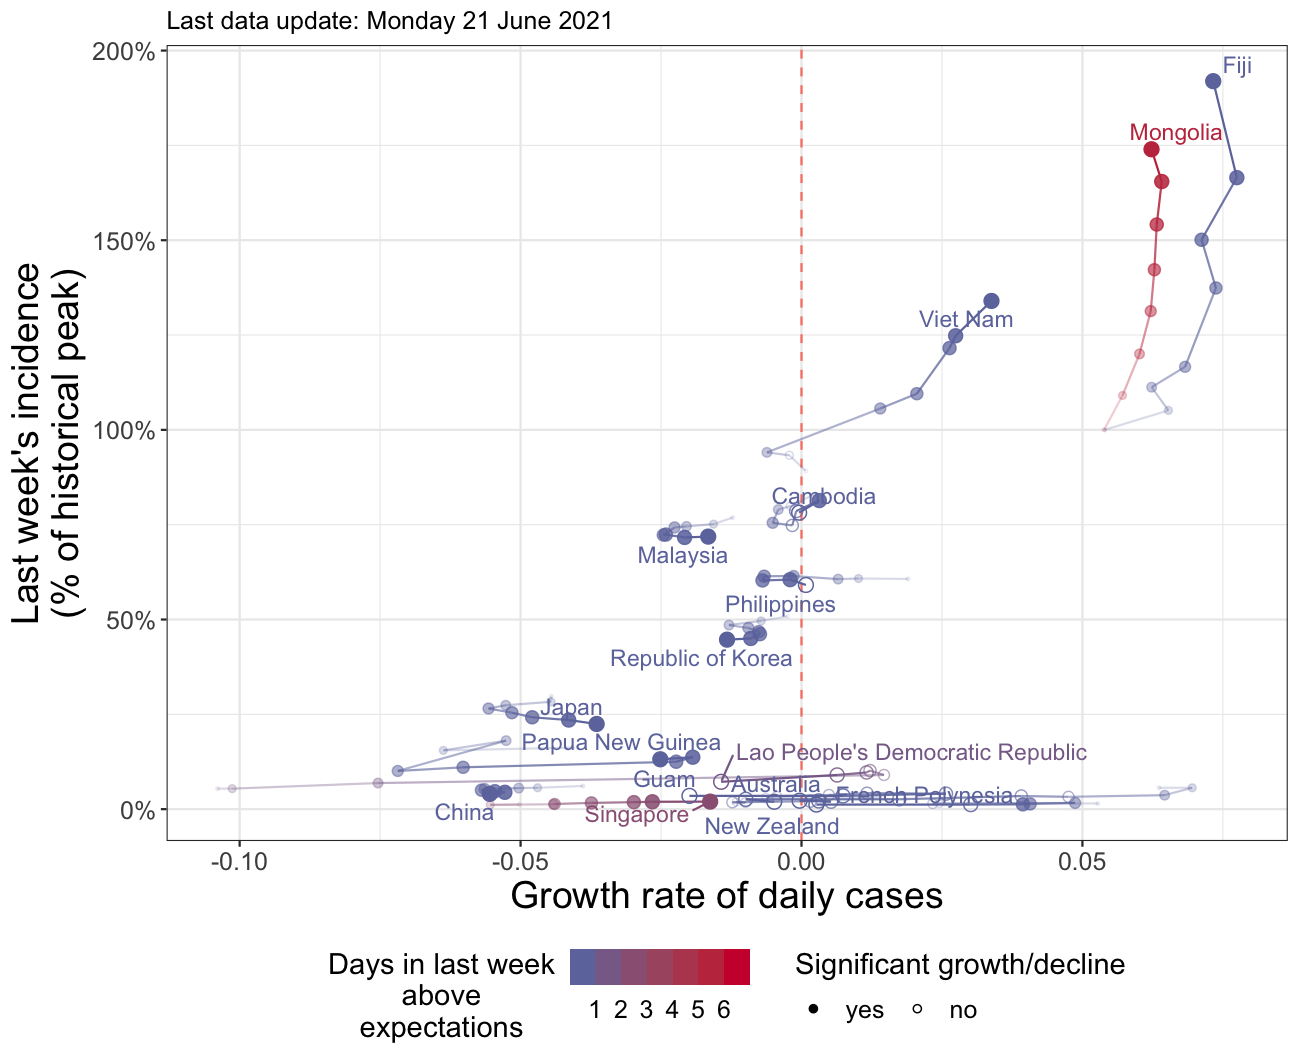 Last data update: Monday 21 June 2021
200%
150%
100%
50%
0%
Last week's incidence
(% of historical peak)
Fiji
Mongolia
Viet Nam
Cambodia
Malaysia
Philippines
Republic of Korea
Japan
Papua New Guinea
Lao People's Democratic Republic
Guam
Australia
French Polynesia
China
Singapore
New Zealand
-0.10
-0.05
0.00
0.05
Growth rate of daily cases
Days in last week
above
expectations
1 2 3 4 5 6
Significant growth/decline
yes
no